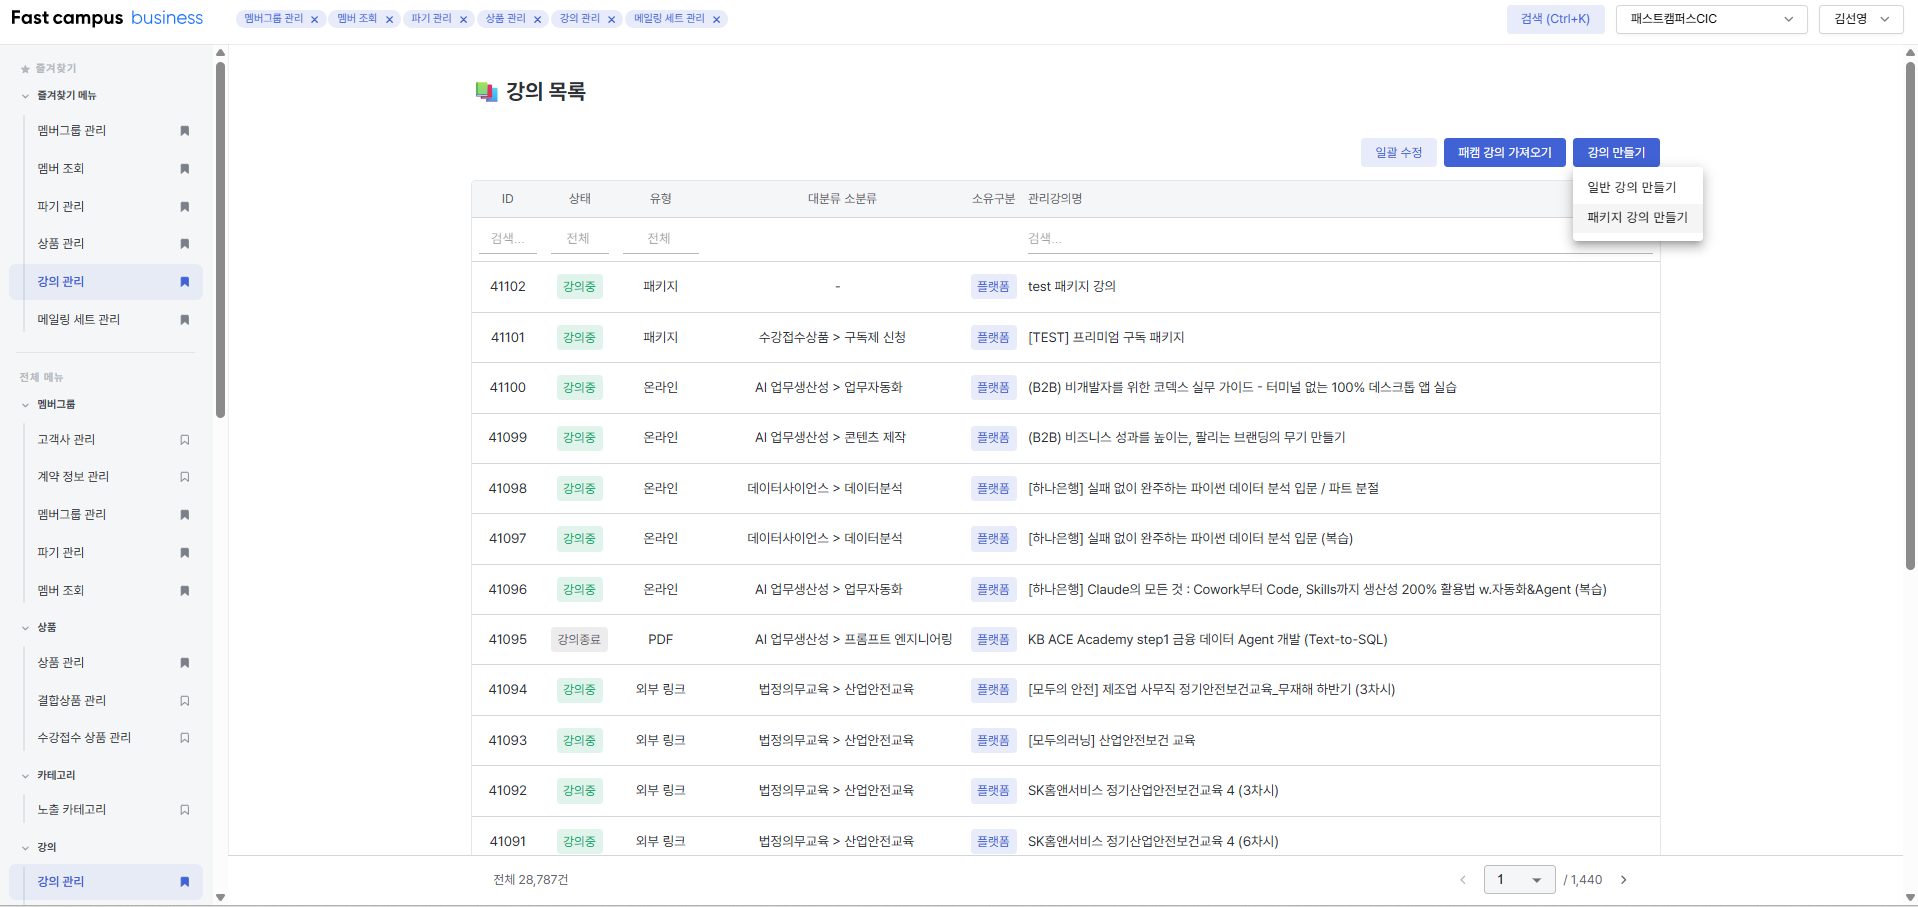 Fast campus business
멤버그룹 관리 × 멤버 조회 × 파기 관리 × 상품 관리 × 강의 관리 × 메일링 세트 관리 ×
검색 (Ctrl+K)
패스트캠퍼스CIC
김선영
즐겨찾기
즐겨찾기 메뉴
멤버그룹 관리
멤버 조회
파기 관리
상품 관리
강의 관리
메일링 세트 관리
전체 메뉴
멤버그룹
고객사 관리
계약 정보 관리
멤버그룹 관리
파기 관리
멤버 조회
상품
상품 관리
결합상품 관리
수강접수 상품 관리
카테고리
노출 카테고리
강의
강의 관리
강의 목록
일괄 수정 패캠 강의 가져오기 강의 만들기
일반 강의 만들기
패키지 강의 만들기
ID 상태 유형 대분류 소분류 소유구분 관리강의명
검색... 전체 전체 검색...
41102 강의중 패키지 - 플랫폼 test 패키지 강의
41101 강의중 패키지 수강접수상품 > 구독제 신청 플랫폼 [TEST] 프리미엄 구독 패키지
41100 강의중 온라인 AI 업무생산성 > 업무자동화 플랫폼 (B2B) 비개발자를 위한 코덱스 실무 가이드 - 터미널 없는 100% 데스크톱 앱 실습
41099 강의중 온라인 AI 업무생산성 > 콘텐츠 제작 플랫폼 (B2B) 비즈니스 성과를 높이는, 팔리는 브랜딩의 무기 만들기
41098 강의중 온라인 데이터사이언스 > 데이터분석 플랫폼 [하나은행] 실패 없이 완주하는 파이썬 데이터 분석 입문 / 파트 분절
41097 강의중 온라인 데이터사이언스 > 데이터분석 플랫폼 [하나은행] 실패 없이 완주하는 파이썬 데이터 분석 입문 (복습)
41096 강의중 온라인 AI 업무생산성 > 업무자동화 플랫폼 [하나은행] Claude의 모든 것 : Cowork부터 Code, Skills까지 생산성 200% 활용법 w.자동화&Agent (복습)
41095 강의종료 PDF AI 업무생산성 > 프롬프트 엔지니어링 플랫폼 KB ACE Academy step1 금융 데이터 Agent 개발 (Text-to-SQL)
41094 강의중 외부 링크 법정의무교육 > 산업안전교육 플랫폼 [모두의 안전] 제조업 사무직 정기안전보건교육_무재해 하반기 (3차시)
41093 강의중 외부 링크 법정의무교육 > 산업안전교육 플랫폼 [모두의러닝] 산업안전보건 교육
41092 강의중 외부 링크 법정의무교육 > 산업안전교육 플랫폼 SK홈앤서비스 정기산업안전보건교육 4 (3차시)
41091 강의중 외부 링크 법정의무교육 > 산업안전교육 플랫폼 SK홈앤서비스 정기산업안전보건교육 4 (6차시)
전체 28,787건
1 / 1,440